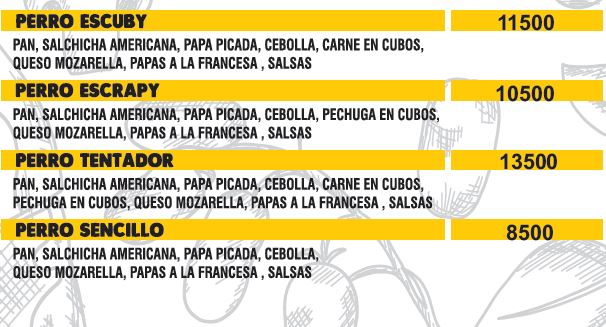 PERRO ESCUBY 11500
PAN, SALCHICHA AMERICANA, PAPA PICADA, CEBOLLA, CARNE EN CUBOS,
QUESO MOZARELLA, PAPAS A LA FRANCESA , SALSAS
PERRO ESCRAPY 10500
PAN, SALCHICHA AMERICANA, PAPA PICADA, CEBOLLA, PECHUGA EN CUBOS,
QUESO MOZARELLA, PAPAS A LA FRANCESA , SALSAS
PERRO TENTADOR 13500
PAN, SALCHICHA AMERICANA, PAPA PICADA, CEBOLLA, CARNE EN CUBOS,
PECHUGA EN CUBOS, QUESO MOZARELLA, PAPAS A LA FRANCESA , SALSAS
PERRO SENCILLO 8500
PAN, SALCHICHA AMERICANA, PAPA PICADA, CEBOLLA,
QUESO MOZARELLA, PAPAS A LA FRANCESA , SALSAS